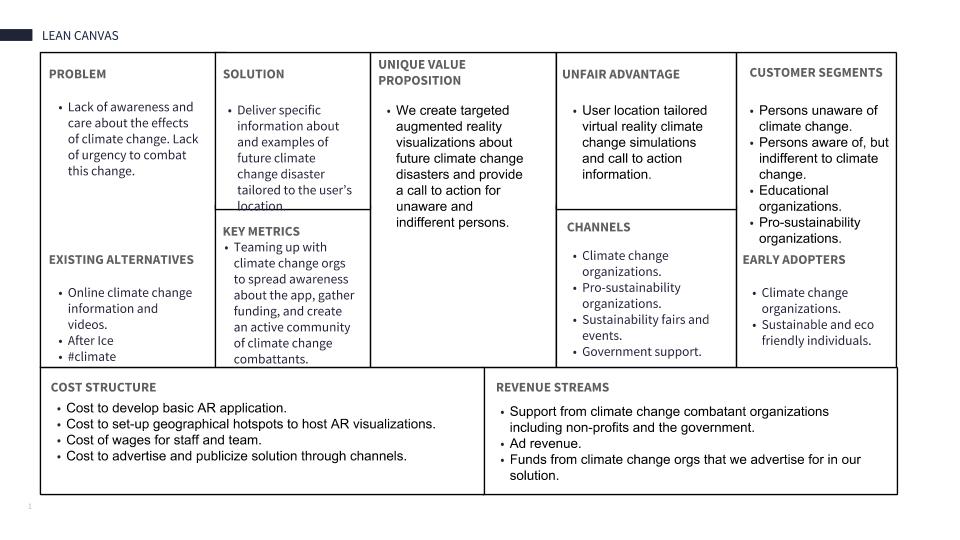 LEAN CANVAS
PROBLEM
• Lack of awareness and
care about the effects
of climate change. Lack
of urgency to combat
this change.
EXISTING ALTERNATIVES
• Online climate change
information and
videos.
• After Ice
• #climate
SOLUTION
• Deliver specific
information about
and examples of
future climate
change disaster
tailored to the user’s
location.
KEY METRICS
• Teaming up with
climate change orgs
to spread awareness
about the app, gather
funding, and create
an active community
of climate change
combattants.
UNIQUE VALUE
PROPOSITION
• We create targeted
augmented reality
visualizations about
future climate change
disasters and provide
a call to action for
unaware and
indifferent persons.
UNFAIR ADVANTAGE
• User location tailored
virtual reality climate
change simulations
and call to action
information.
CHANNELS
• Climate change
organizations.
• Pro-sustainability
organizations.
• Sustainability fairs and
events.
• Government support.
CUSTOMER SEGMENTS
• Persons unaware of
climate change.
• Persons aware of, but
indifferent to climate
change.
• Educational
organizations.
• Pro-sustainability
organizations.
EARLY ADOPTERS
• Climate change
organizations.
• Sustainable and eco
friendly individuals.
COST STRUCTURE
• Cost to develop basic AR application.
• Cost to set-up geographical hotspots to host AR visualizations.
• Cost of wages for staff and team.
• Cost to advertise and publicize solution through channels.
REVENUE STREAMS
• Support from climate change combatant organizations
including non-profits and the government.
• Ad revenue.
• Funds from climate change orgs that we advertise for in our
solution.
1